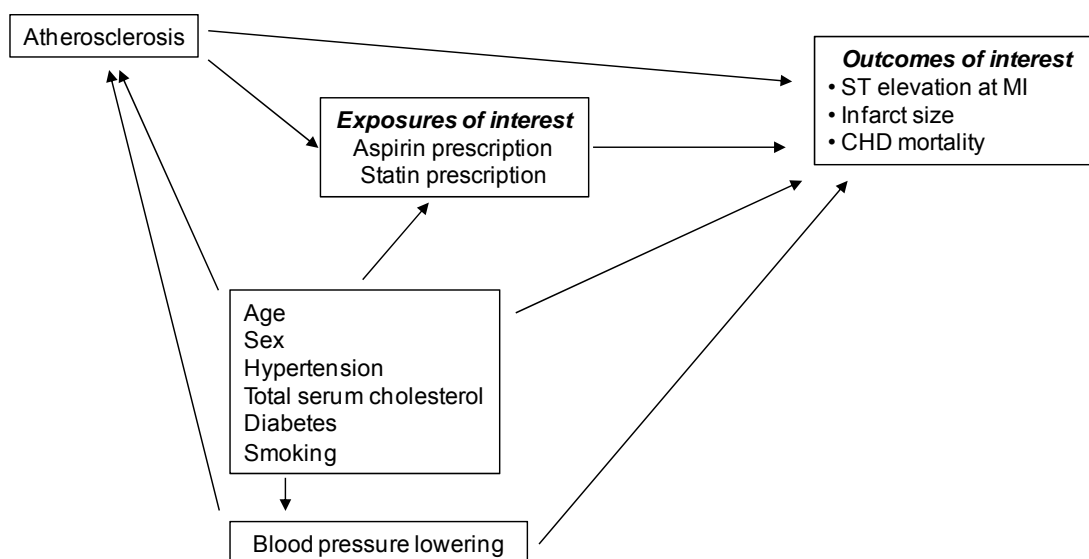 Atherosclerosis
Outcomes of interest
• ST elevation at MI
• Infarct size
• CHD mortality
Exposures of interest
Aspirin prescription
Statin prescription
Age
Sex
Hypertension
Total serum cholesterol
Diabetes
Smoking
Blood pressure lowering